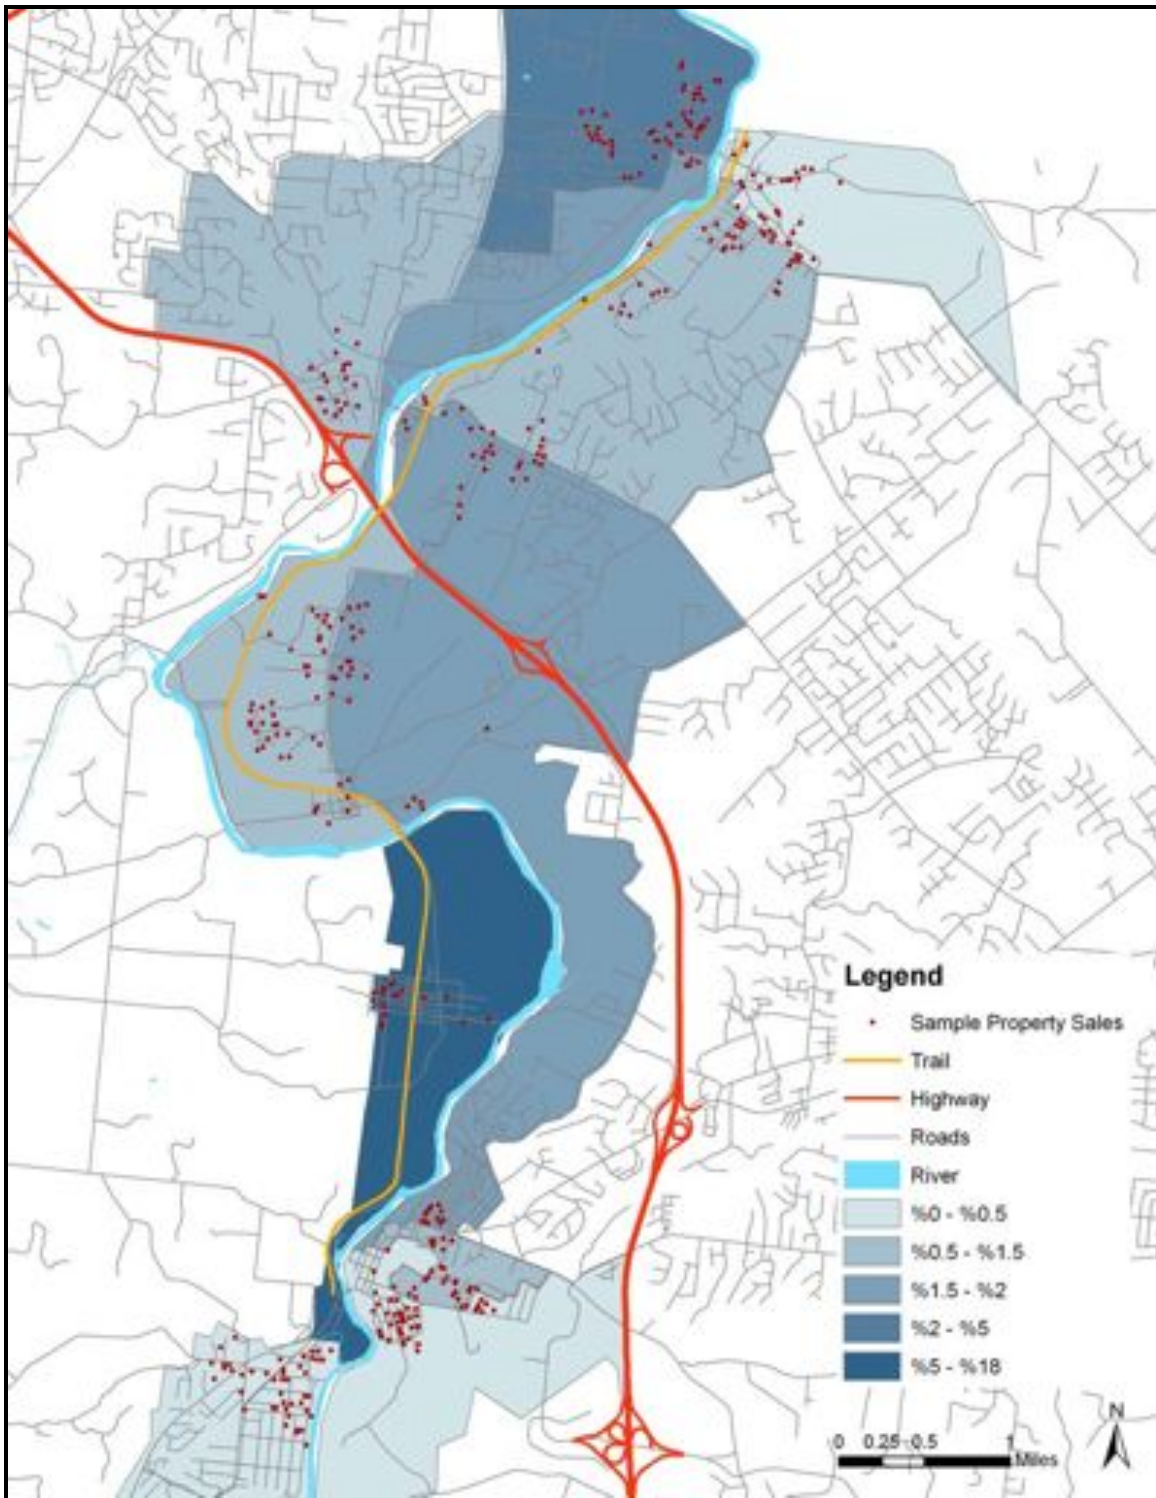 Legend
Sample Property Sales
Trail
Highway
Roads
River
%0 - %0.5
%0.5 - %1.5
%1.5 - %2
%2 - %5
%5 - %18
N
0 0.25 0.5 1
Miles